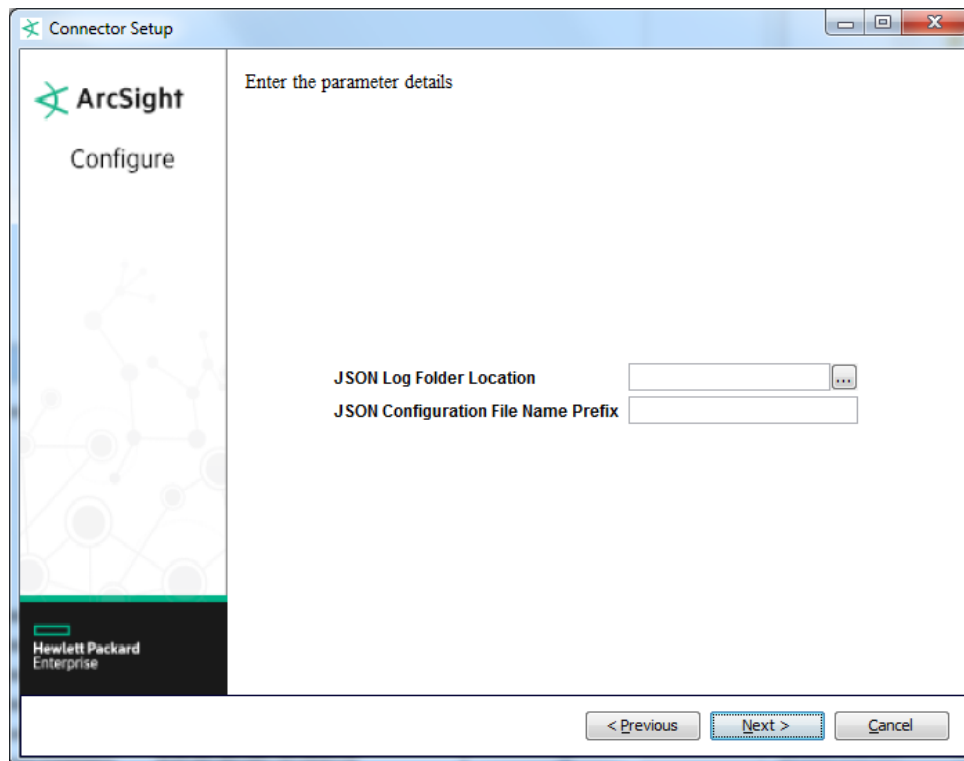 Connector Setup
ArcSight
Configure
Enter the parameter details
JSON Log Folder Location
...
JSON Configuration File Name Prefix
Hewlett Packard
Enterprise
< Previous
Next >
Cancel